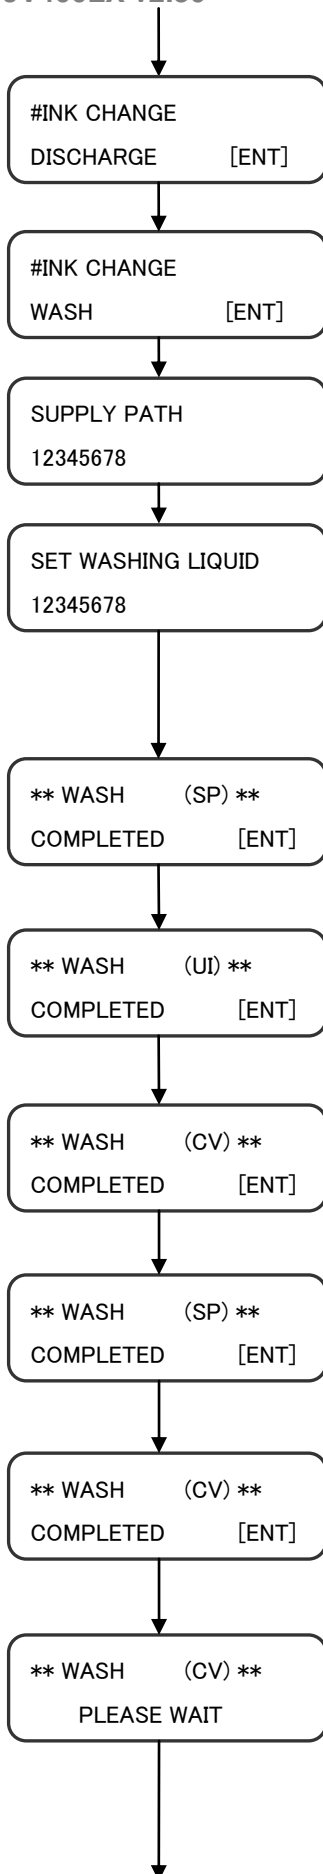 #INK CHANGE
DISCHARGE [ENT]
#INK CHANGE
WASH [ENT]
SUPPLY PATH
12345678
SET WASHING LIQUID
12345678
** WASH (SP) **
COMPLETED [ENT]
** WASH (UI) **
COMPLETED [ENT]
** WASH (CV) **
COMPLETED [ENT]
** WASH (SP) **
COMPLETED [ENT]
** WASH (CV) **
COMPLETED [ENT]
** WASH (CV) **
PLEASE WAIT